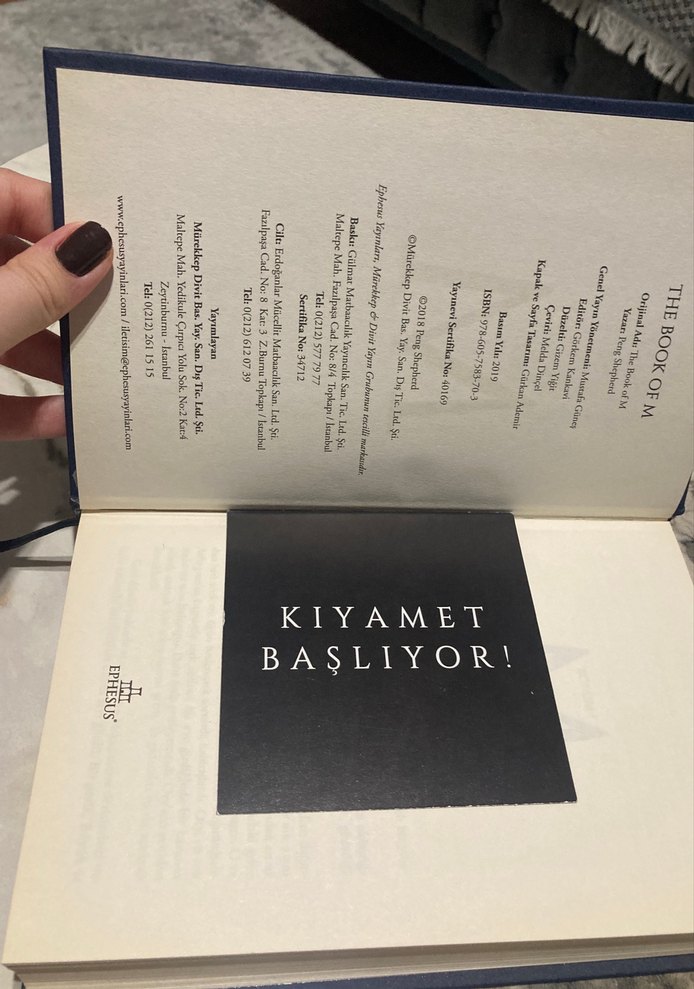 THE BOOK OF M
Orijinal Adı: The Book of M
Yazar: Peng Shepherd
Genel Yayın Yönetmeni: Mustafa Güneş
Editör: Görkem Kankavi
Düzelti: Gizem Yiğit
Çeviri: Melda Dinçel
Kapak ve Sayfa Tasarımı: Gürkan Ademir
Basım Yılı: 2019
ISBN: 978-605-7583-70-3
Yayınevi Sertifika No: 40169
©2018 Peng Shepherd
©Mürekkep Divit Bas. Yay. San. Dış Tic. Ltd. Şti.
Ephesus Yayınları, Mürekkep & Divit Yayın Grubunun tescilli markasıdır.
Baskı: Gülmat Matbaacılık Yayıncılık San. Tic. Ltd. Şti.
Maltepe Mah. Fazılpaşa Cad. No: 8/4 Topkapı / İstanbul
Tel: 0(212) 577 79 77
Sertifika No: 34712
Cilt: Erdoğanlar Mücellit Matbaacılık San. Ltd. Şti.
Fazılpaşa Cad. No: 8 Kat: 3 Z.Burnu Topkapı / İstanbul
Tel: 0(212) 612 07 39
Yayımlayan
Mürekkep Divit Bas. Yay. San. Dış Tic. Ltd. Şti.
Maltepe Mah. Yedikule Çırpıcı Yolu Sok. No:2 Kat:4
Zeytinburnu - İstanbul
Tel: 0(212) 261 15 15
www.ephesusyayinlari.com / iletisim@ephesusyayinlari.com
KIYAMET
BAŞLIYOR!
EPHESUS®